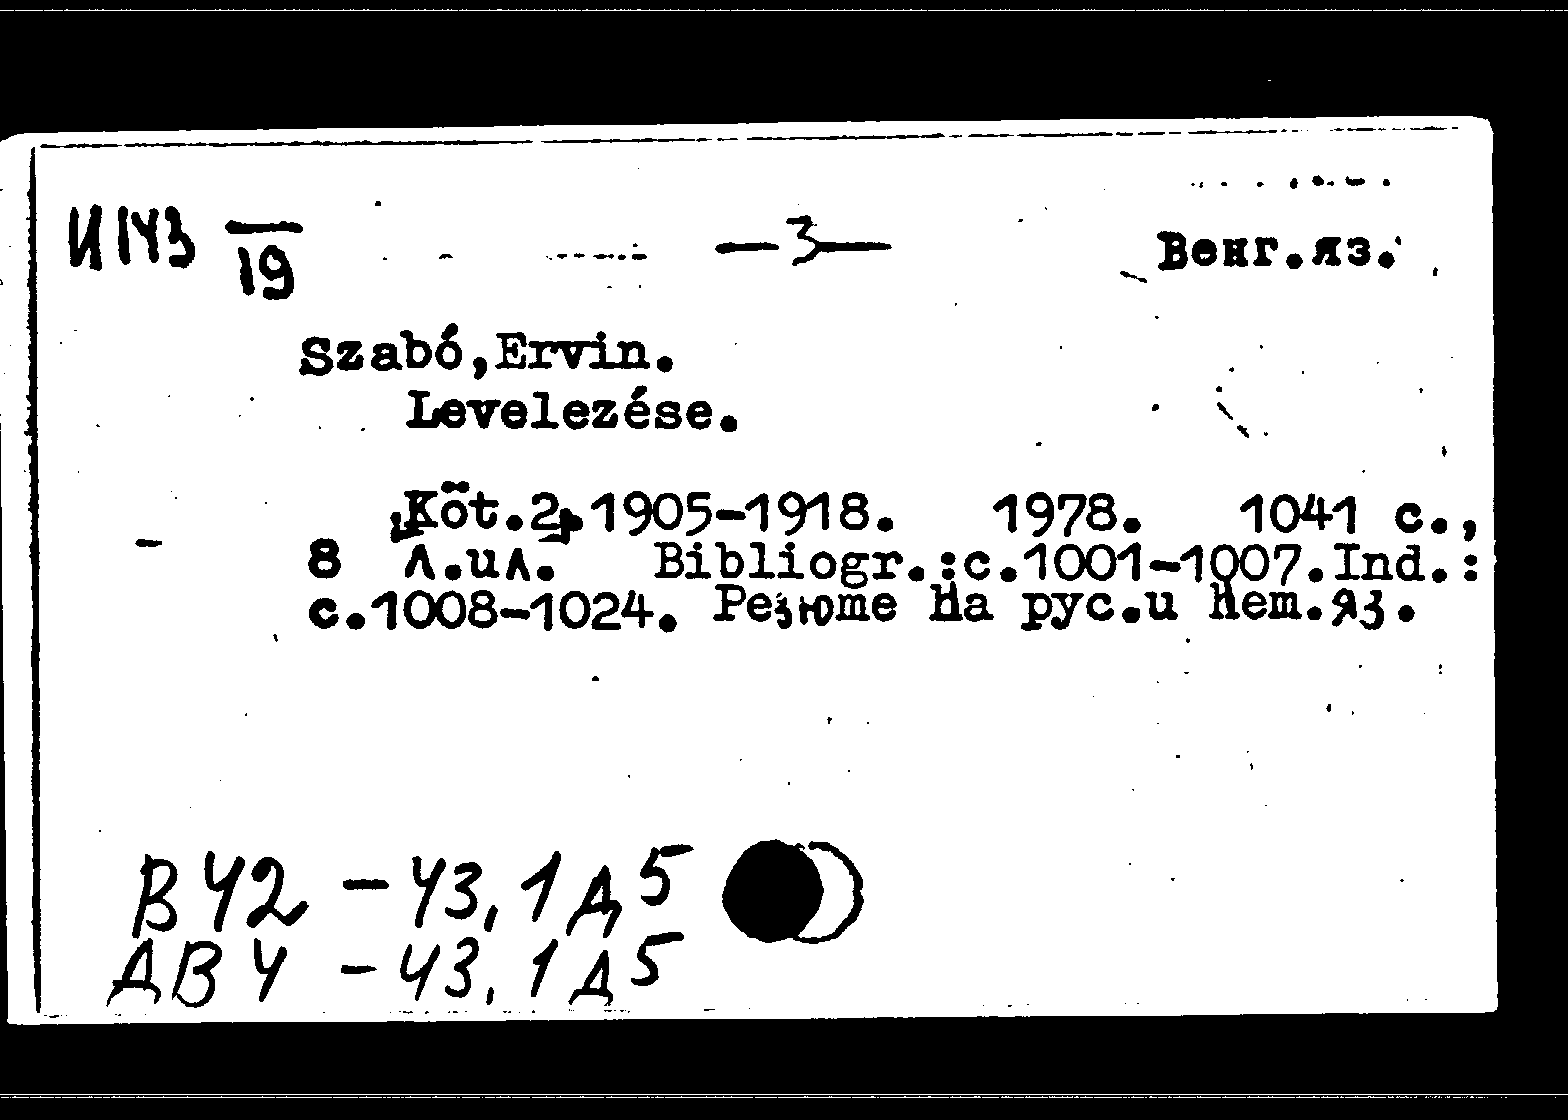 И143 19 —3— Венг.яз.
Szabó,Ervin.
Levelezése.
Köt.2. 1905-1918. 1978. 1041 с.,
8 л.ил. Bibliogr.:с.1001-1007.Ind.:
с.1008-1024. Резюме на рус.и нем.яз.
В42 - 43,1Д5
ДВ4 - 43,1Д5